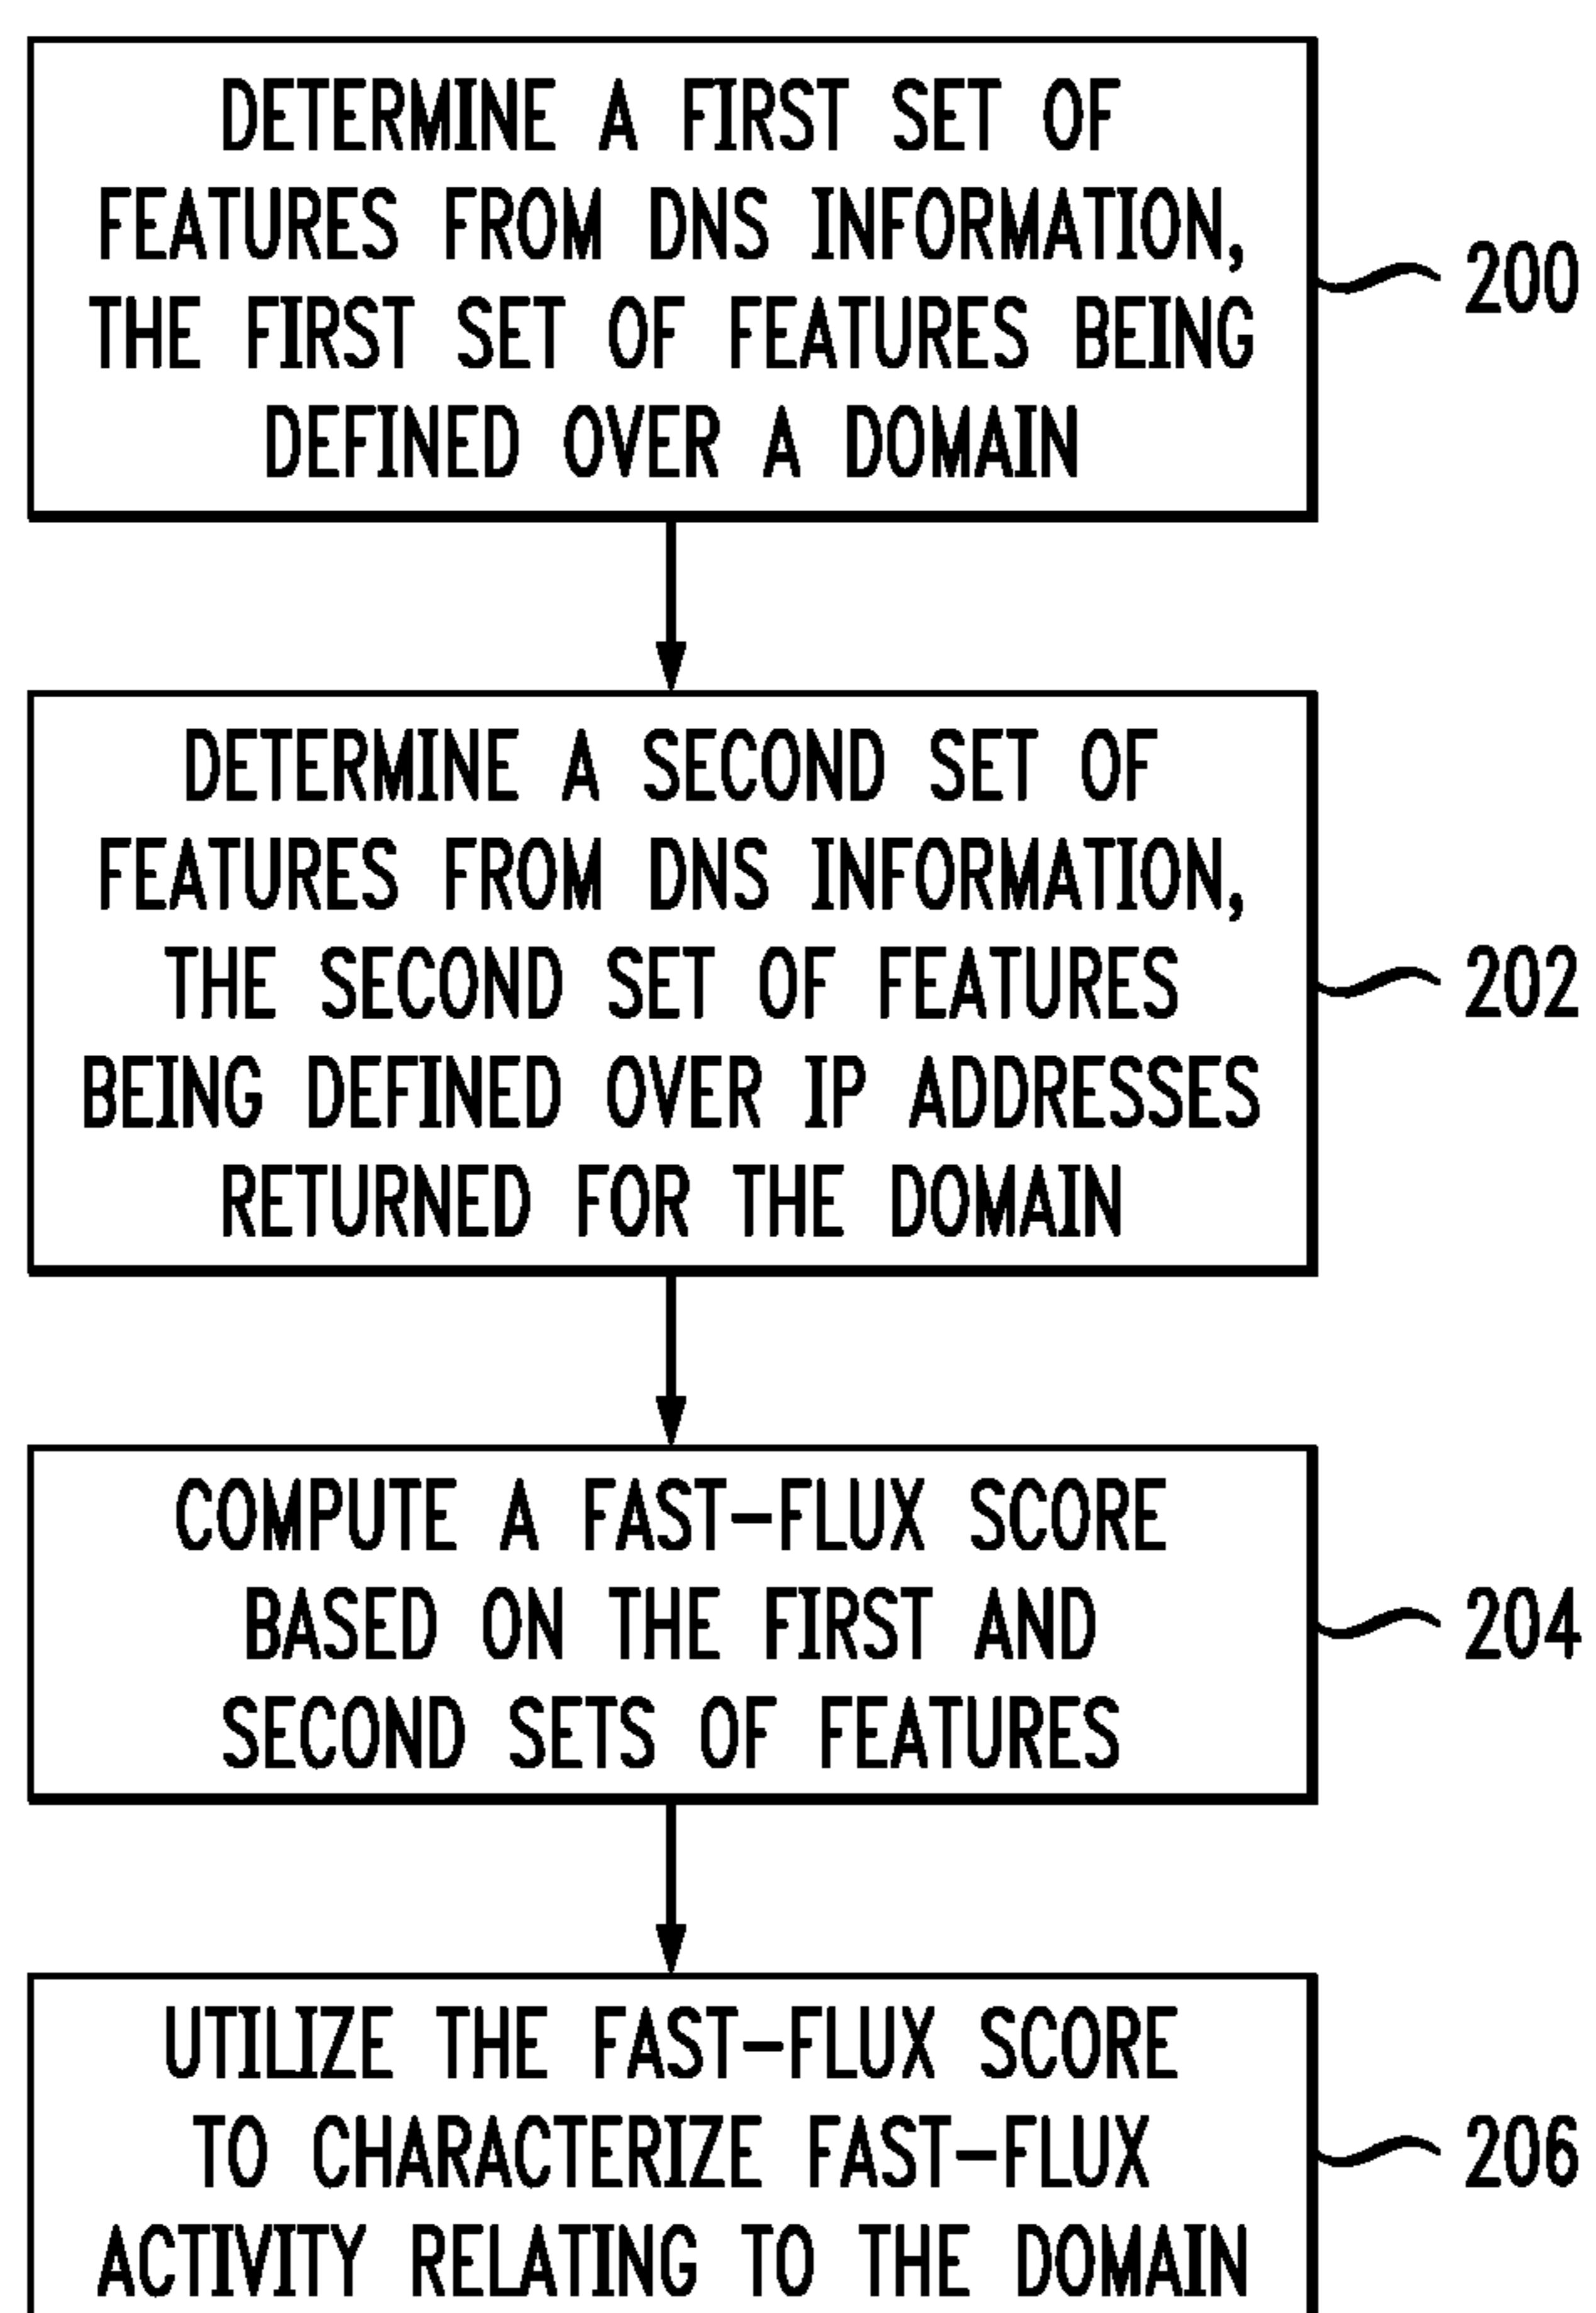 DETERMINE A FIRST SET OF
FEATURES FROM DNS INFORMATION,
THE FIRST SET OF FEATURES BEING
DEFINED OVER A DOMAIN
200
DETERMINE A SECOND SET OF
FEATURES FROM DNS INFORMATION,
THE SECOND SET OF FEATURES
BEING DEFINED OVER IP ADDRESSES
RETURNED FOR THE DOMAIN
202
COMPUTE A FAST-FLUX SCORE
BASED ON THE FIRST AND
SECOND SETS OF FEATURES
204
UTILIZE THE FAST-FLUX SCORE
TO CHARACTERIZE FAST-FLUX
ACTIVITY RELATING TO THE DOMAIN
206